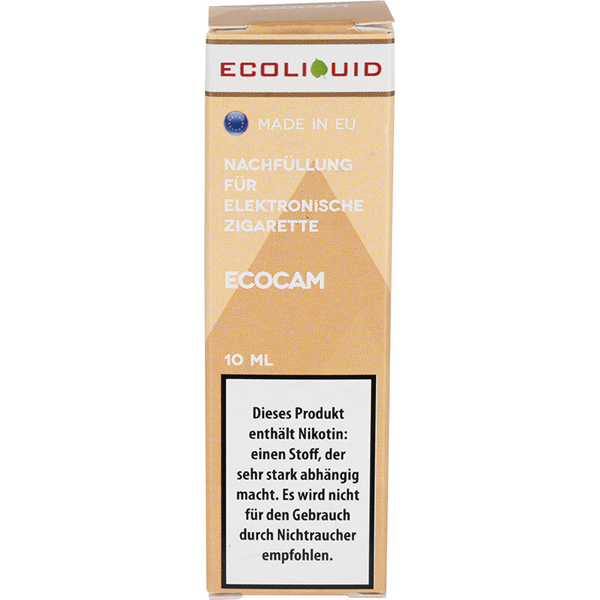 ECOLIQUID
MADE IN EU
NACHFÜLLUNG
FÜR
ELEKTRONISCHE
ZIGARETTE
ECOCAM
10 ML
Dieses Produkt
enthält Nikotin:
einen Stoff, der
sehr stark abhängig
macht. Es wird nicht
für den Gebrauch
durch Nichtraucher
empfohlen.